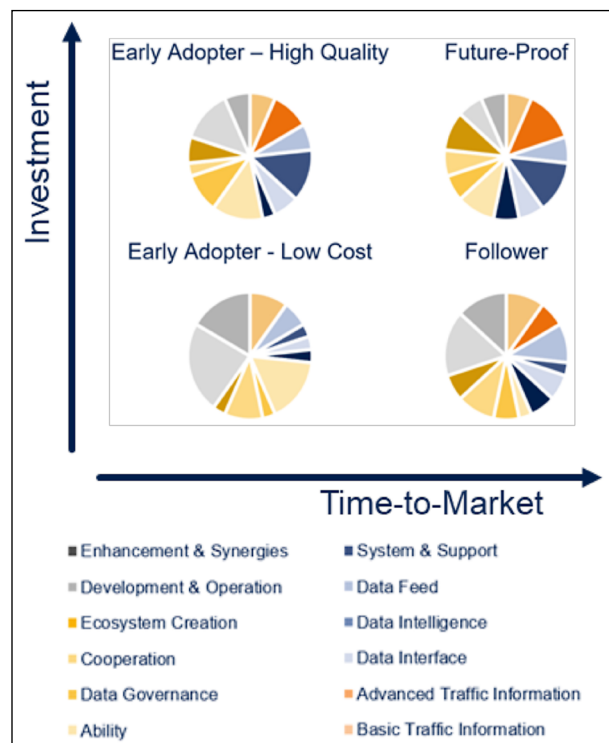 Early Adopter – High Quality
Future-Proof
Investment
Early Adopter - Low Cost
Follower
Time-to-Market
Enhancement & Synergies
System & Support
Development & Operation
Data Feed
Ecosystem Creation
Data Intelligence
Cooperation
Data Interface
Data Governance
Advanced Traffic Information
Ability
Basic Traffic Information